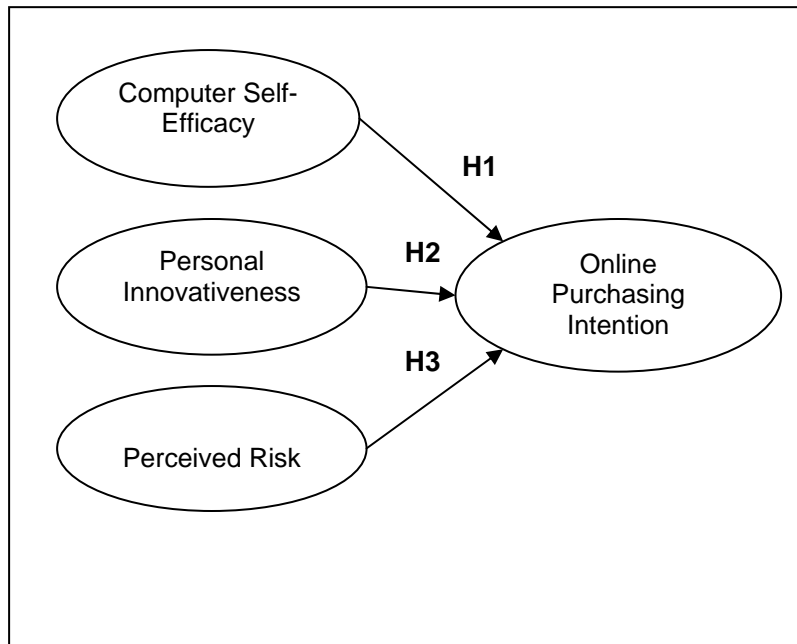 Computer Self-
Efficacy
H1
Personal
Innovativeness
H2
Online
Purchasing
Intention
H3
Perceived Risk